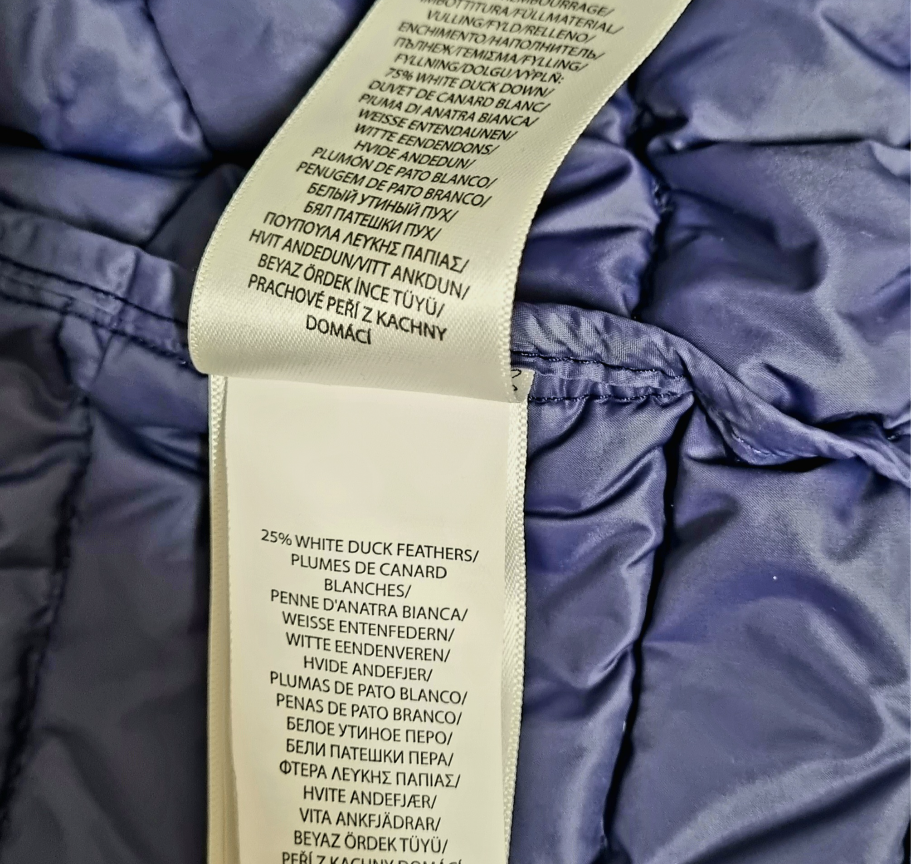 IMBOTTITURA/FÜLLMATERIAL/
VULLING/FYLD/RELLENO/
ENCHIMENTO/НАПОЛНИТЕЛЬ/
ПЪЛНЕЖ/ΓΕΜΙΣΜΑ/FYLLING/
FYLLNING/DOLGU/VÝPLŇ:
75% WHITE DUCK DOWN/
DUVET DE CANARD BLANC/
PIUMA DI ANATRA BIANCA/
WEISSE ENTENDAUNEN/
WITTE EENDENDONS/
HVIDE ANDEDUN/
PLUMÓN DE PATO BLANCO/
PENUGEM DE PATO BRANCO/
БЕЛЫЙ УТИНЫЙ ПУХ/
БЯЛ ПАТЕШКИ ПУХ/
ΠΟΥΠΟΥΛΑ ΛΕΥΚΗΣ ΠΑΠΙΑΣ/
HVIT ANDEDUN/VITT ANKDUN/
BEYAZ ÖRDEK İNCE TÜYÜ/
PRACHOVÉ PEŘÍ Z KACHNY
DOMÁCÍ
25% WHITE DUCK FEATHERS/
PLUMES DE CANARD
BLANCHES/
PENNE D'ANATRA BIANCA/
WEISSE ENTENFEDERN/
WITTE EENDENVEREN/
HVIDE ANDEFJER/
PLUMAS DE PATO BLANCO/
PENAS DE PATO BRANCO/
БЕЛОЕ УТИНОЕ ПЕРО/
БЕЛИ ПАТЕШКИ ПЕРА/
ΦΤΕΡΑ ΛΕΥΚΗΣ ΠΑΠΙΑΣ/
HVITE ANDEFJÆR/
VITA ANKFJÄDRAR/
BEYAZ ÖRDEK TÜYÜ/
PEŘÍ Z KACHNY DOMÁCÍ